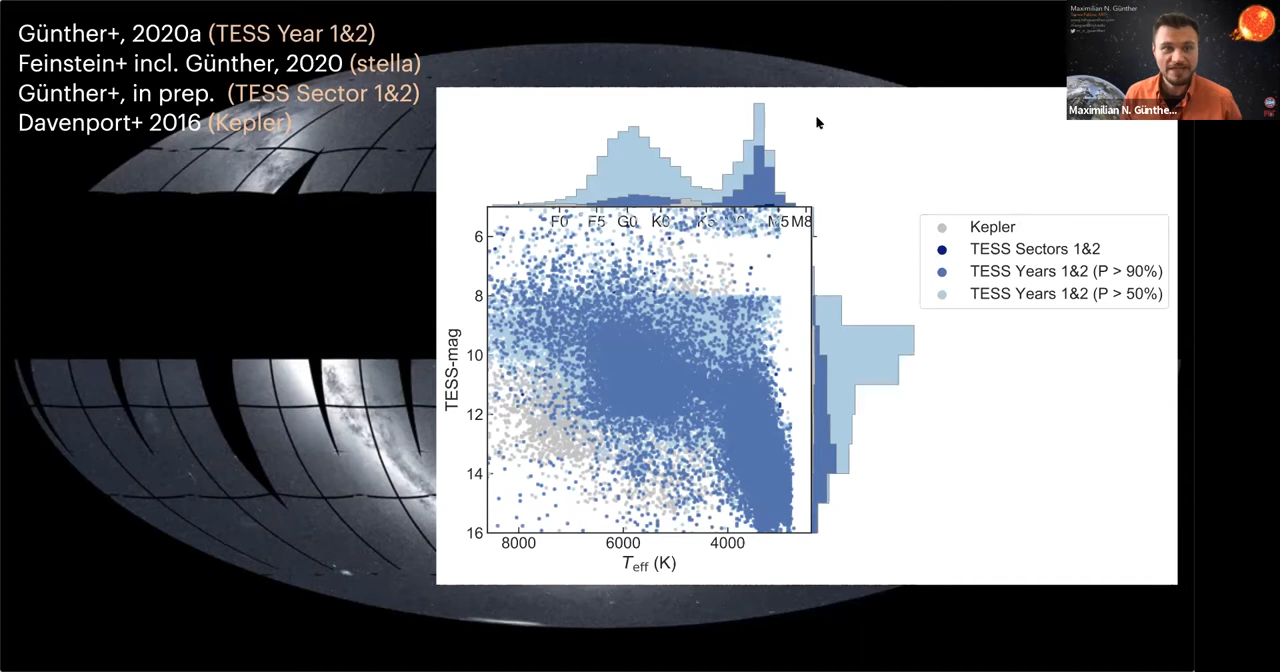 Günther+, 2020a (TESS Year 1&2)
Feinstein+ incl. Günther, 2020 (stella)
Günther+, in prep. (TESS Sector 1&2)
Davenport+ 2016 (Kepler)
Maximilian N. Günther
Maximilian N. Günthe...
F0 F5 G0 K0 K5 M5 M8
6
8
10
12
14
16
TESS-mag
8000 6000 4000
Teff (K)
Kepler
TESS Sectors 1&2
TESS Years 1&2 (P > 90%)
TESS Years 1&2 (P > 50%)